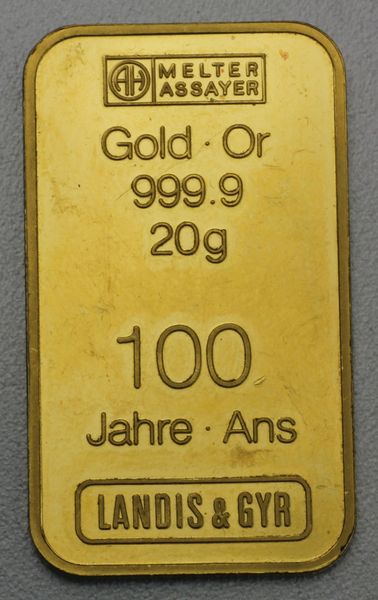 AH MELTER
ASSAYER
Gold · Or
999.9
20g
100
Jahre · Ans
LANDIS & GYR